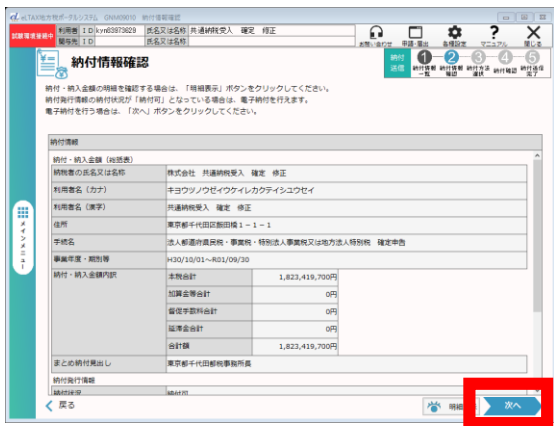 eLTAX地方税ポータルシステム GNM09010 納付情報確認
試験環境接続中
利用者 ID kyn83873629 氏名又は名称 共通納税受入 確定 修正
関与先 ID 氏名又は名称
お問い合わせ 申請・届出 各種設定 マニュアル 閉じる
納付情報確認
納付送信
1 2 3 4 5
納付情報一覧 納付情報確認 納付方法選択 納付確認 納付送信完了
納付・納入金額の明細を確認する場合は、「明細表示」ボタンをクリックしてください。
納付発行情報の納付状況が「納付可」となっている場合は、電子納付を行えます。
電子納付を行う場合は、「次へ」ボタンをクリックしてください。
納付情報
納付・納入金額（総括表）
納税者の氏名又は名称 株式会社 共通納税受入 確定 修正
利用者名（カナ） キヨウツノウゼイウケイレカクテイシユウセイ
利用者名（漢字） 共通納税受入 確定 修正
住所 東京都千代田区飯田橋１－１－１
手続名 法人都道府県民税・事業税・特別法人事業税又は地方法人特別税 確定申告
事業年度・期別等 H30/10/01～R01/09/30
納付・納入金額内訳 本税合計 1,823,419,700円
加算金等合計 0円
督促手数料合計 0円
延滞金合計 0円
合計額 1,823,419,700円
まとめ納付見出し 東京都千代田都税事務所長
納付発行情報
納付状況 納付可
メインメニュー
戻る
明細
次へ